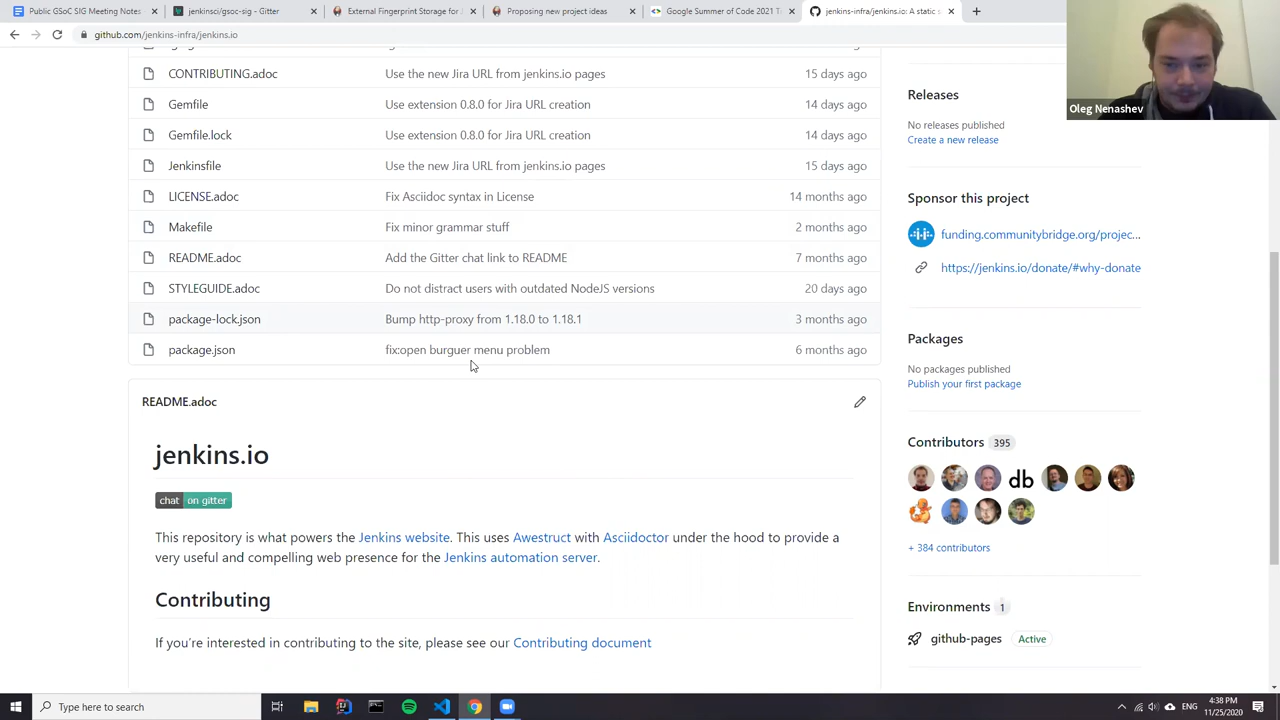 Public GSoC SIG Meeting Notes
jenkinsci/gsoc-sig - Gitter
External Fingerprint Storage for
Proposing new project ideas
Google Summer of Code 2021
jenkins-infra/jenkins.io: A static s
github.com/jenkins-infra/jenkins.io
CONTRIBUTING.adoc Use the new Jira URL from jenkins.io pages 15 days ago
Gemfile Use extension 0.8.0 for Jira URL creation 14 days ago
Gemfile.lock Use extension 0.8.0 for Jira URL creation 14 days ago
Jenkinsfile Use the new Jira URL from jenkins.io pages 15 days ago
LICENSE.adoc Fix Asciidoc syntax in License 14 months ago
Makefile Fix minor grammar stuff 2 months ago
README.adoc Add the Gitter chat link to README 7 months ago
STYLEGUIDE.adoc Do not distract users with outdated NodeJS versions 20 days ago
package-lock.json Bump http-proxy from 1.18.0 to 1.18.1 3 months ago
package.json fix:open burguer menu problem 6 months ago
README.adoc
jenkins.io
chat on gitter
This repository is what powers the Jenkins website. This uses Awestruct with Asciidoctor under the hood to provide a
very useful and compelling web presence for the Jenkins automation server.
Contributing
If you're interested in contributing to the site, please see our Contributing document
Oleg Nenashev
Releases
No releases published
Create a new release
Sponsor this project
funding.communitybridge.org/projec...
https://jenkins.io/donate/#why-donate
Packages
No packages published
Publish your first package
Contributors 395
db
+ 384 contributors
Environments 1
github-pages Active
Type here to search
ENG
4:38 PM
11/25/2020